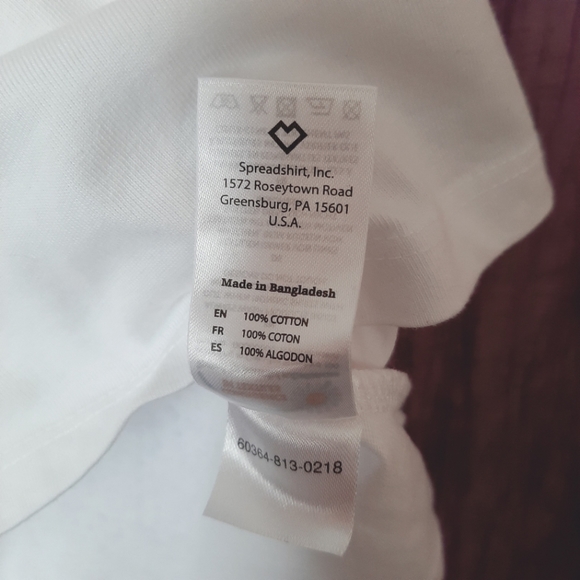 Spreadshirt, Inc.
1572 Roseytown Road
Greensburg, PA 15601
U.S.A.
Made in Bangladesh
EN 100% COTTON
FR 100% COTON
ES 100% ALGODON
60364-813-0218